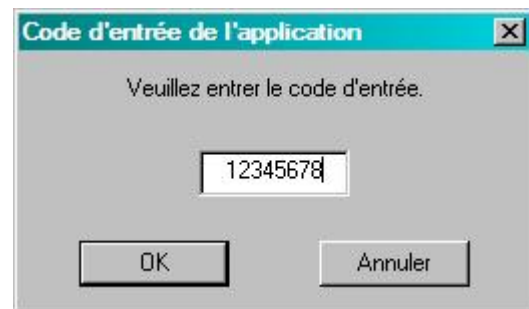 Code d'entrée de l'application
Veuillez entrer le code d'entrée.
12345678
OK Annuler